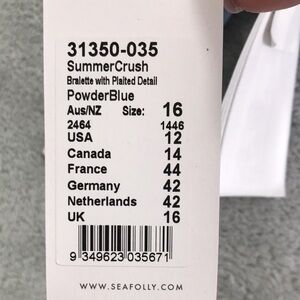 31350-035
SummerCrush
Bralette with Plaited Detail
PowderBlue
Aus/NZ Size: 16
2464 1446
USA 12
Canada 14
France 44
Germany 42
Netherlands 42
UK 16
9 349623 035671
WWW.SEAFOLLY.COM